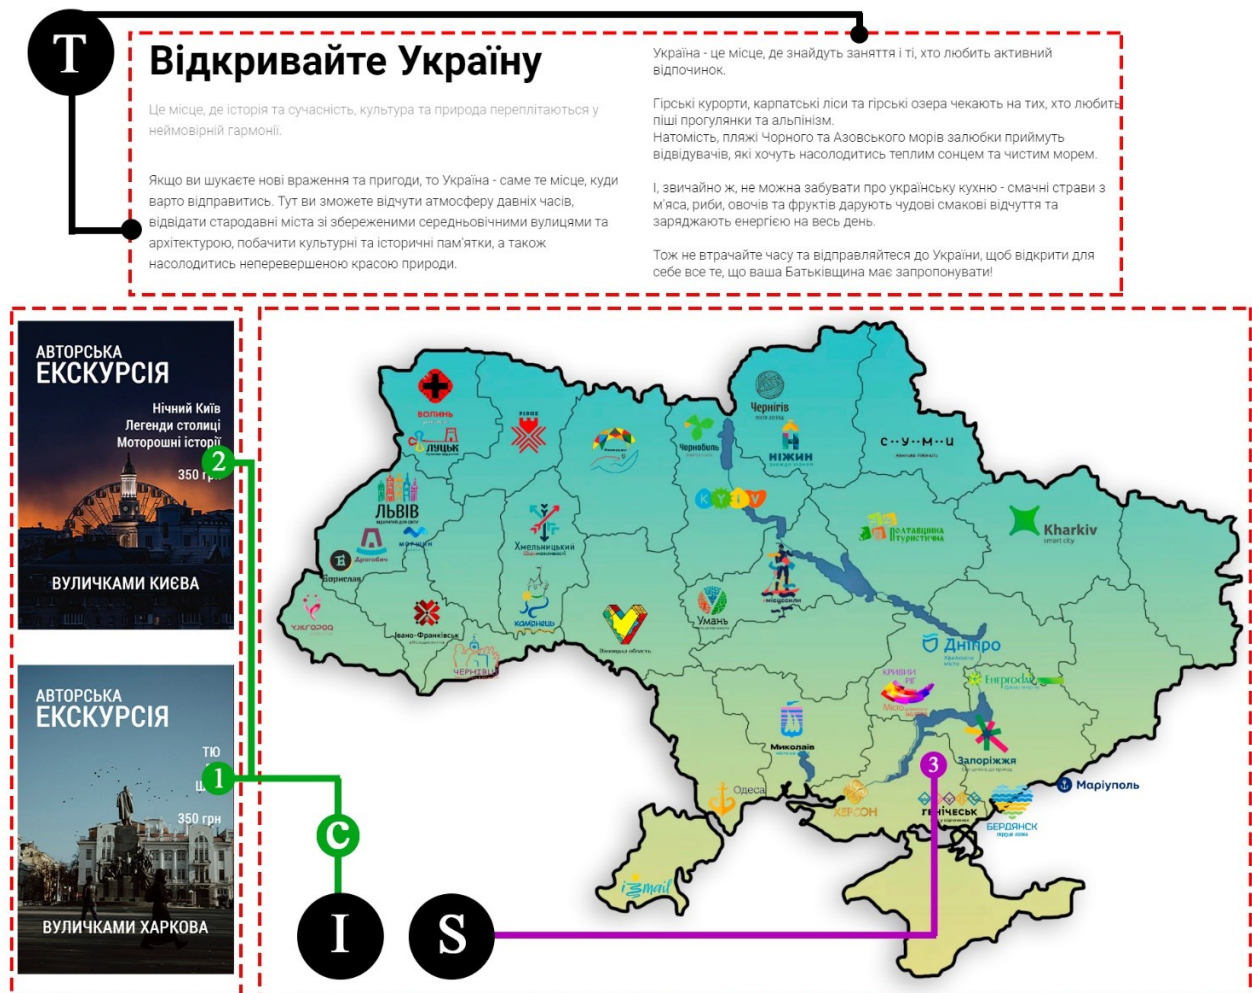 T
Відкривайте Україну
Це місце, де історія та сучасність, культура та природа переплітаються у
неймовірній гармонії.
Якщо ви шукаєте нові враження та пригоди, то Україна - саме те місце, куди
варто відправитись. Тут ви зможете відчути атмосферу давніх часів,
відвідати стародавні міста зі збереженими середньовічними вулицями та
архітектурою, побачити культурні та історичні пам'ятки, а також
насолодитись неперевершеною красою природи.
Україна - це місце, де знайдуть заняття і ті, хто любить активний
відпочинок.
Гірські курорти, карпатські ліси та гірські озера чекають на тих, хто любить
піші прогулянки та альпінізм.
Натомість, пляжі Чорного та Азовського морів залюбки приймуть
відвідувачів, які хочуть насолодитись теплим сонцем та чистим морем.
І, звичайно ж, не можна забувати про українську кухню - смачні страви з
м'яса, риби, овочів та фруктів дарують чудові смакові відчуття та
заряджають енергією на весь день.
Тож не втрачайте часу та відправляйтеся до України, щоб відкрити для
себе все те, що ваша Батьківщина має запропонувати!
АВТОРСЬКА
ЕКСКУРСІЯ
Нічний Київ
Легенди столиці
Моторошні історії
350 грн
2
ВУЛИЧКАМИ КИЄВА
АВТОРСЬКА
ЕКСКУРСІЯ
ТЮ
1
350 грн
ВУЛИЧКАМИ ХАРКОВА
C
I
S
3
ВОЛИНЬ
ЛУЦЬК
РІВНЕ
Чорнобиль
Чернігів
НІЖИН
С··У··М··И
ЛЬВІВ
МОРШИН
Дрогобич
Борислав
Хмельницький
KYIV
Полтавщина
туристична
Kharkiv
smart city
УЖГОРОД
Івано-Франківськ
ЧЕРНІВЦІ
кам'янець
Вінницька область
Умань
Дніпро
КРИВИЙ
РІГ
Місто
Енергодар
Миколаїв
Запоріжжя
Одеса
ХЕРСОН
ГЕНІЧЕСЬК
БЕРДЯНСК
Маріуполь
izmail